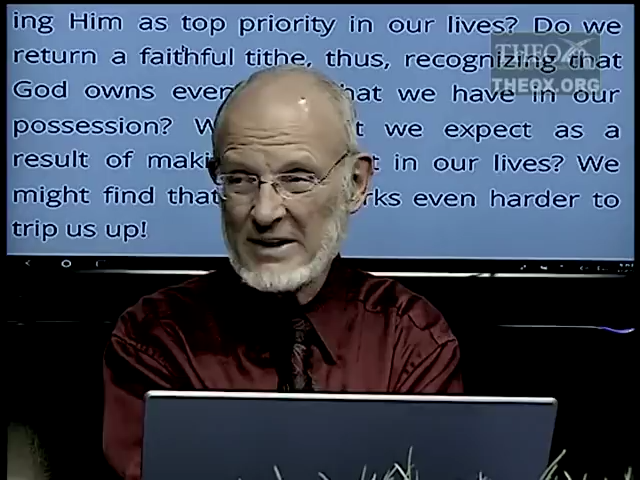 ing Him as top priority in our lives? Do we
return a faithful tithe, thus, recognizing that
God owns ever hat we have in our
possession? W t we expect as a
result of maki t in our lives? We
might find that rks even harder to
trip us up!
THEOX
THEOX.ORG